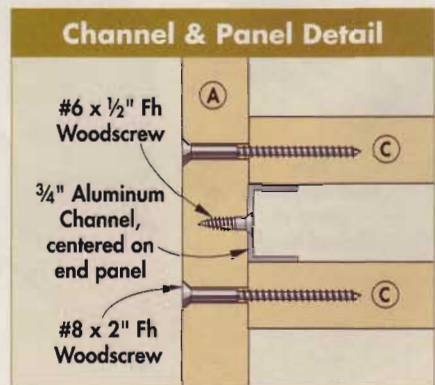 Channel & Panel Detail
A
#6 x ½" Fh
Woodscrew
C
¾" Aluminum
Channel,
centered on
end panel
C
#8 x 2" Fh
Woodscrew